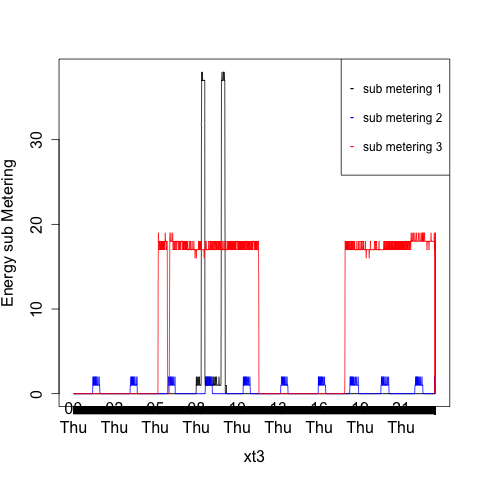 sub metering 1
sub metering 2
sub metering 3
Energy sub Metering
30
20
10
0
Thu Thu Thu Thu Thu Thu Thu Thu Thu
xt3